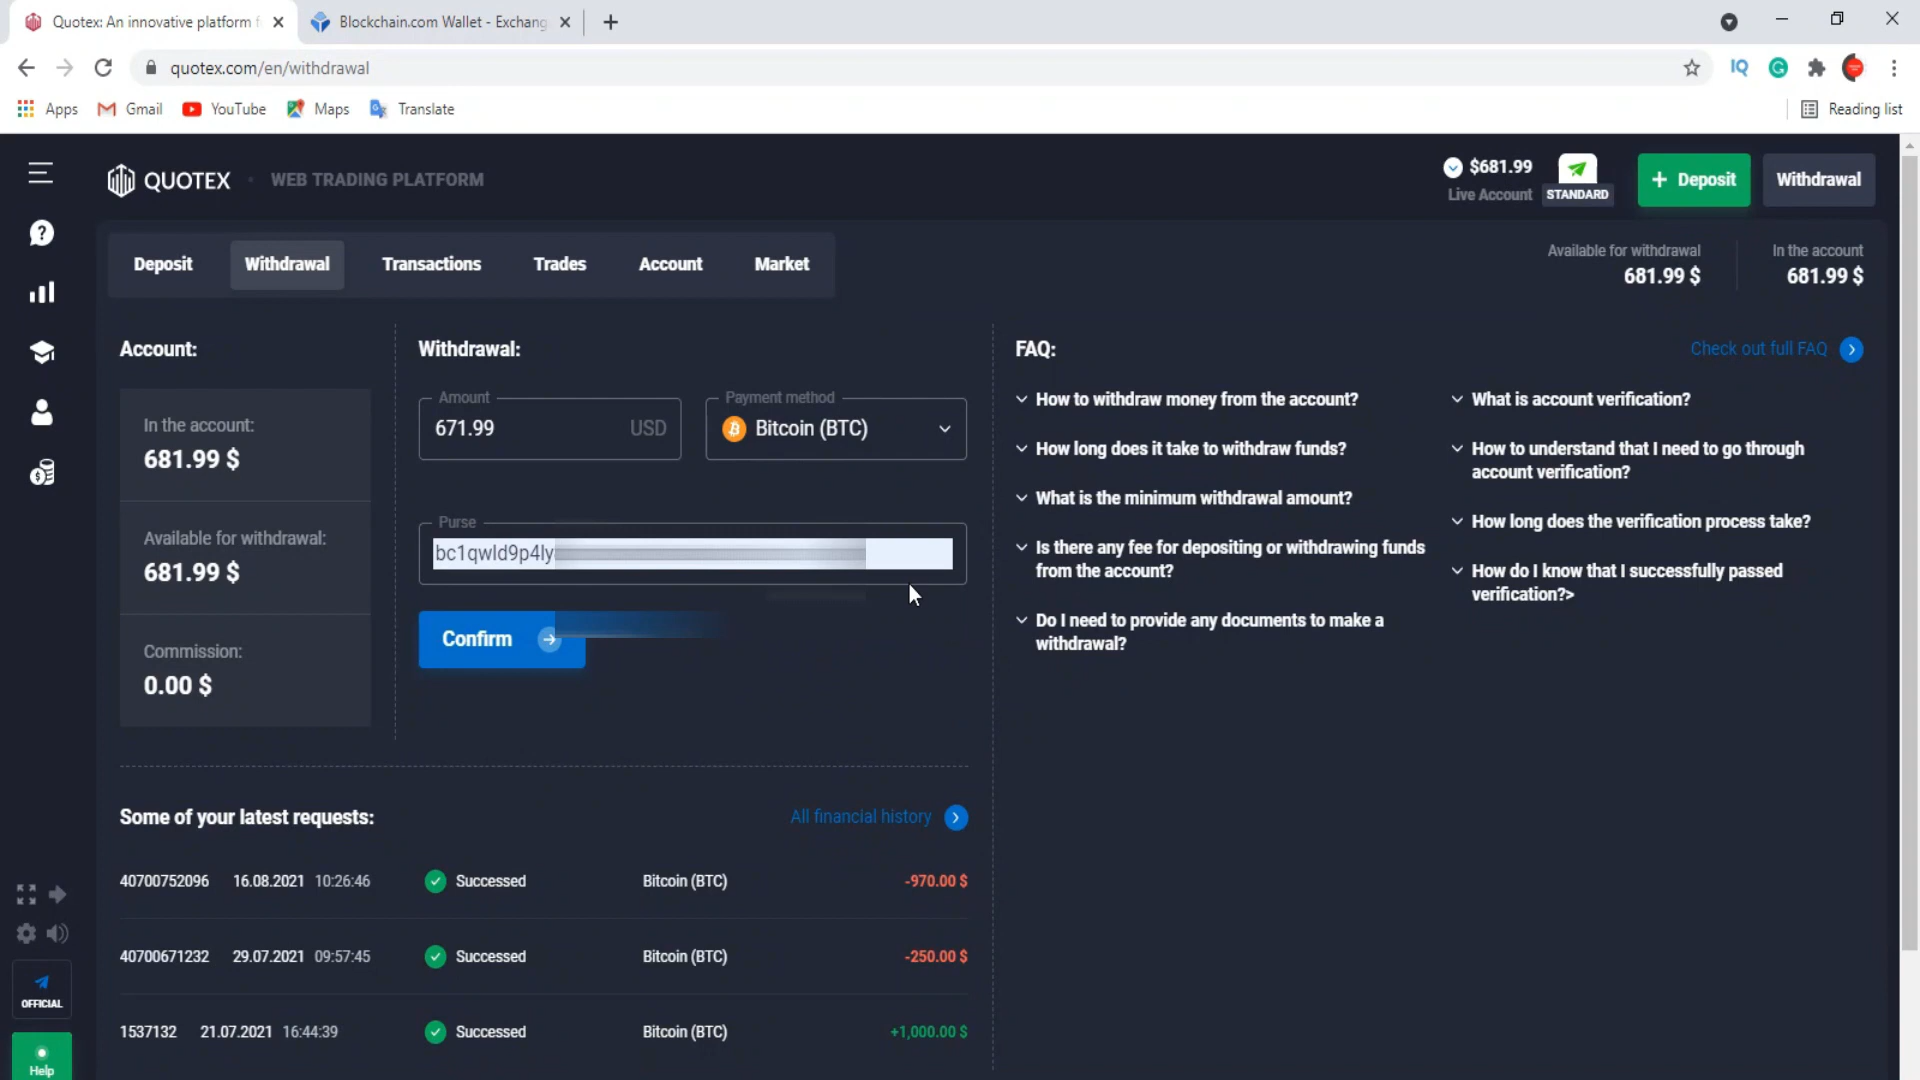 Quotex: An innovative platform f
Blockchain.com Wallet - Exchang
quotex.com/en/withdrawal
IQ
G
Apps
Gmail
YouTube
Maps
Translate
Reading list
QUOTEX
WEB TRADING PLATFORM
$681.99
Live Account
STANDARD
+ Deposit
Withdrawal
Deposit
Withdrawal
Transactions
Trades
Account
Market
Available for withdrawal
681.99 $
In the account
681.99 $
Account:
In the account:
681.99 $
Available for withdrawal:
681.99 $
Commission:
0.00 $
Withdrawal:
Amount
671.99 USD
Payment method
Bitcoin (BTC)
Purse
bc1qwld9p4ly
Confirm
FAQ:
Check out full FAQ
How to withdraw money from the account?
How long does it take to withdraw funds?
What is the minimum withdrawal amount?
Is there any fee for depositing or withdrawing funds
from the account?
Do I need to provide any documents to make a
withdrawal?
What is account verification?
How to understand that I need to go through
account verification?
How long does the verification process take?
How do I know that I successfully passed
verification?>
Some of your latest requests:
All financial history
40700752096 16.08.2021 10:26:46 Successed Bitcoin (BTC) -970.00 $
40700671232 29.07.2021 09:57:45 Successed Bitcoin (BTC) -250.00 $
1537132 21.07.2021 16:44:39 Successed Bitcoin (BTC) +1,000.00 $
OFFICIAL
Help